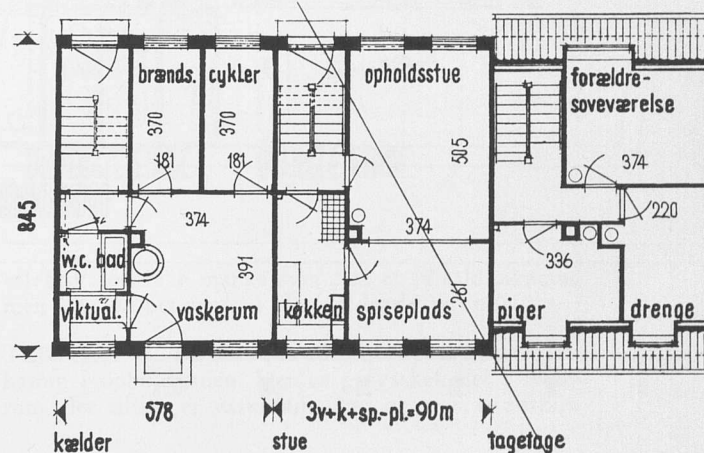 brænds.
cykler
opholdsstue
forældre-
soveværelse
370
370
505
181
181
374
845
374
374
220
391
w.c. bad
336
261
viktual.
vaskerum
køkken
spiseplads
piger
drenge
578
3v+k+sp.-pl.=90m
kælder
stue
tagetage